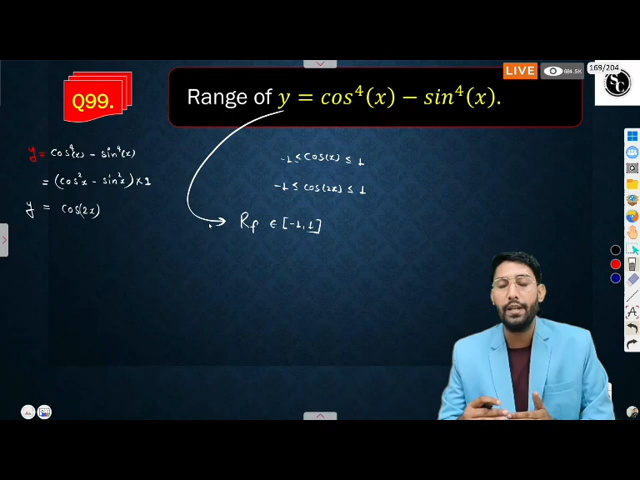 LIVE
169/204
Q99.
Range of y = cos⁴(x) − sin⁴(x).
y = cos⁴(x) − sin⁴(x)
= (cos²x − sin²x) × 1
y = cos(2x)
-1 ≤ cos(x) ≤ 1
-1 ≤ cos(2x) ≤ 1
Rf ∈ [-1, 1]